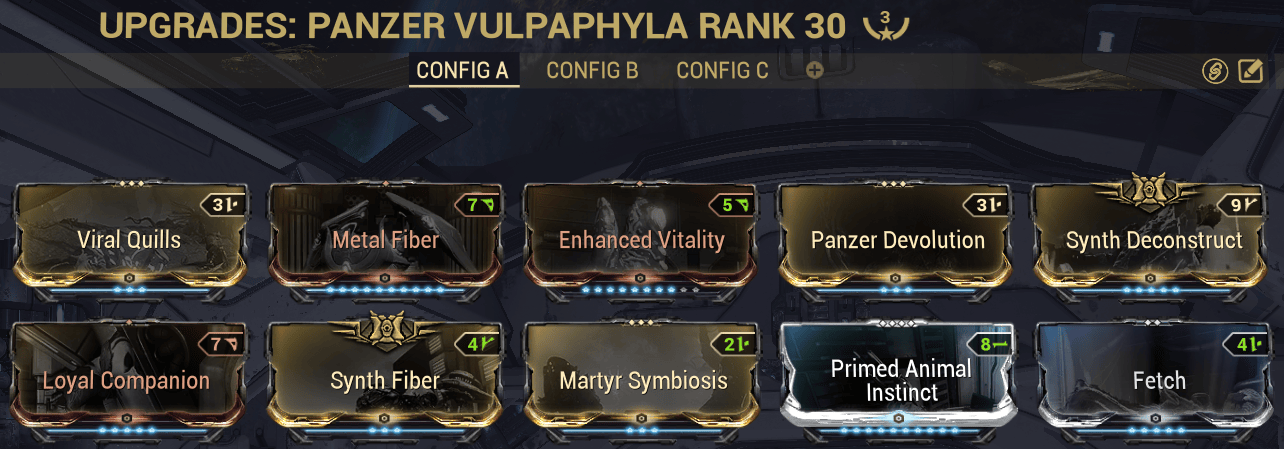 UPGRADES: PANZER VULPAPHYLA RANK 30 3
CONFIG A CONFIG B CONFIG C
31 7 5 31 9
Viral Quills Metal Fiber Enhanced Vitality Panzer Devolution Synth Deconstruct
7 4 21 8 41
Loyal Companion Synth Fiber Martyr Symbiosis Primed Animal Instinct Fetch